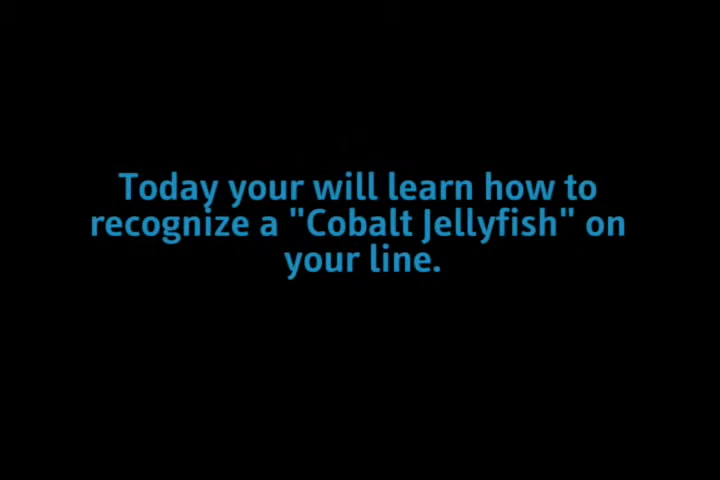 Today your will learn how to
recognize a "Cobalt Jellyfish" on
your line.